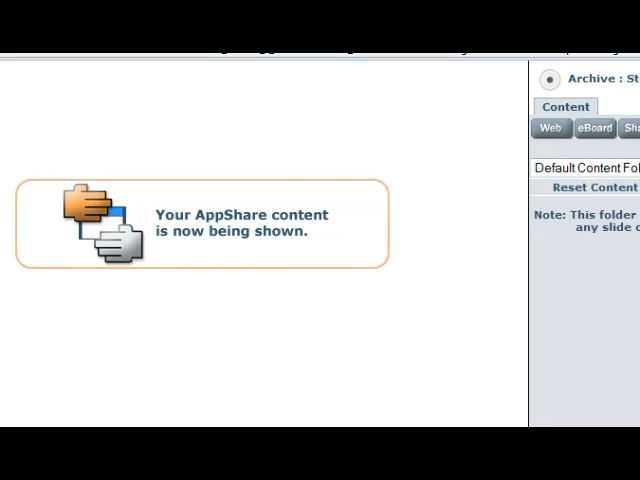 Archive : St
Content
Web eBoard Sha
Default Content Fol
Reset Content
Note: This folder
any slide c
Your AppShare content
is now being shown.